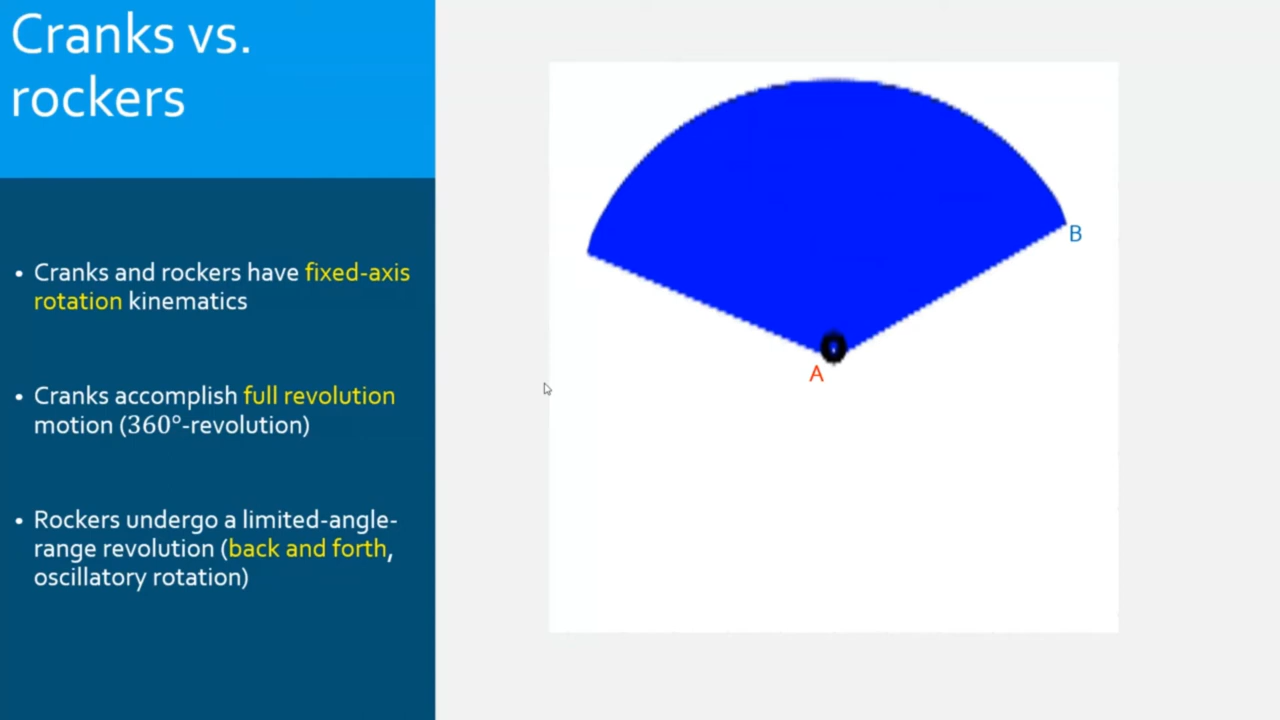 Cranks vs.
rockers
• Cranks and rockers have fixed-axis
rotation kinematics
• Cranks accomplish full revolution
motion (360°-revolution)
• Rockers undergo a limited-angle-
range revolution (back and forth,
oscillatory rotation)
B
A